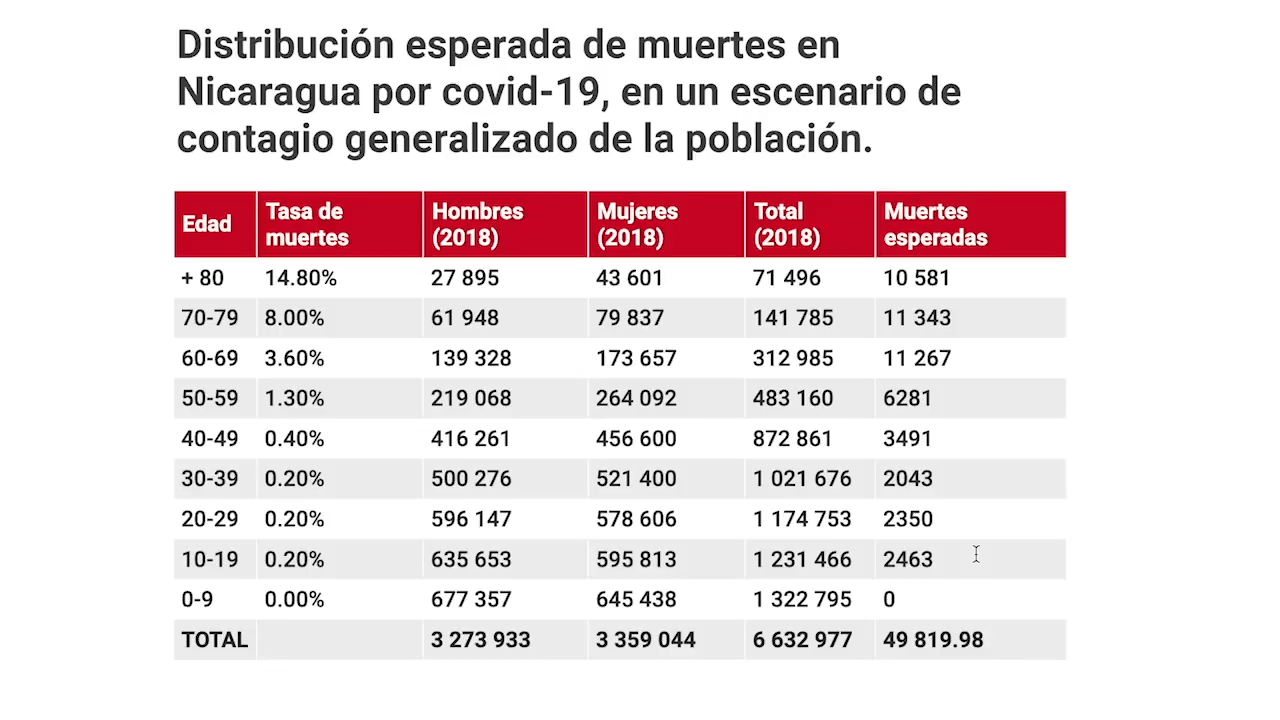 Distribución esperada de muertes en
Nicaragua por covid-19, en un escenario de
contagio generalizado de la población.
Edad Tasa de muertes Hombres (2018) Mujeres (2018) Total (2018) Muertes esperadas
+ 80 14.80% 27 895 43 601 71 496 10 581
70-79 8.00% 61 948 79 837 141 785 11 343
60-69 3.60% 139 328 173 657 312 985 11 267
50-59 1.30% 219 068 264 092 483 160 6281
40-49 0.40% 416 261 456 600 872 861 3491
30-39 0.20% 500 276 521 400 1 021 676 2043
20-29 0.20% 596 147 578 606 1 174 753 2350
10-19 0.20% 635 653 595 813 1 231 466 2463
0-9 0.00% 677 357 645 438 1 322 795 0
TOTAL 3 273 933 3 359 044 6 632 977 49 819.98